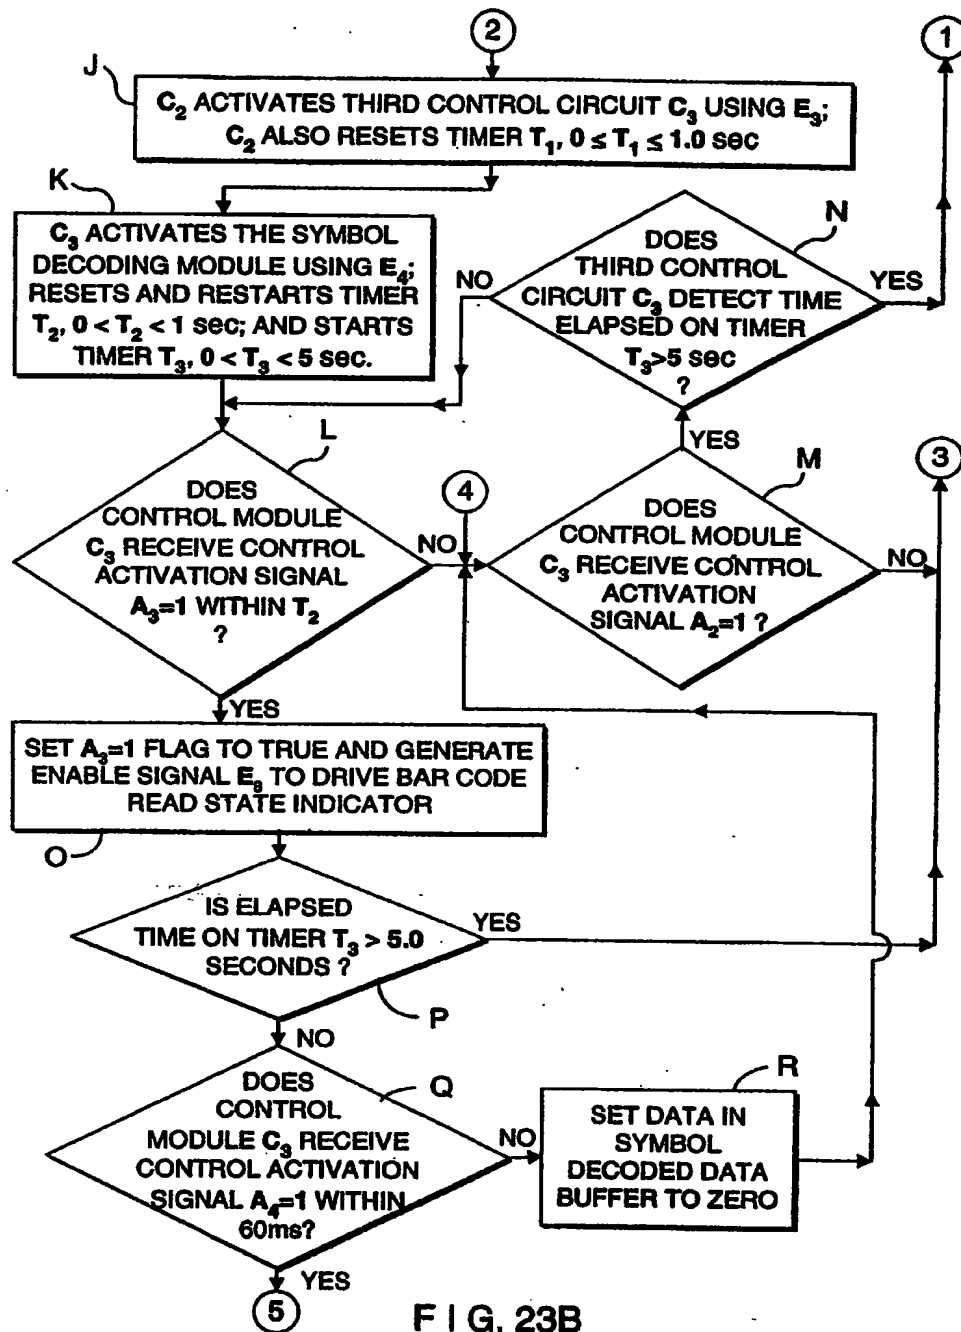 2
1
J
C₂ ACTIVATES THIRD CONTROL CIRCUIT C₃ USING E₃;
C₂ ALSO RESETS TIMER T₁, 0 ≤ T₁ ≤ 1.0 sec
K
C₃ ACTIVATES THE SYMBOL
DECODING MODULE USING E₄;
RESETS AND RESTARTS TIMER
T₂, 0 < T₂ < 1 sec; AND STARTS
TIMER T₃, 0 < T₃ < 5 sec.
N
DOES
THIRD CONTROL
CIRCUIT C₃ DETECT TIME
ELAPSED ON TIMER
T₃>5 sec
?
NO
YES
L
DOES
CONTROL MODULE
C₃ RECEIVE CONTROL
ACTIVATION SIGNAL
A₃=1 WITHIN T₂
?
NO
YES
4
YES
M
DOES
CONTROL MODULE
C₃ RECEIVE CONTROL
ACTIVATION
SIGNAL A₂=1 ?
NO
3
SET A₃=1 FLAG TO TRUE AND GENERATE
ENABLE SIGNAL E₈ TO DRIVE BAR CODE
READ STATE INDICATOR
O
IS ELAPSED
TIME ON TIMER T₃ > 5.0
SECONDS ?
YES
P
NO
DOES
CONTROL
MODULE C₃ RECEIVE
CONTROL ACTIVATION
SIGNAL A₄=1 WITHIN
60ms?
Q
NO
R
SET DATA IN
SYMBOL
DECODED DATA
BUFFER TO ZERO
YES
5
FIG. 23B